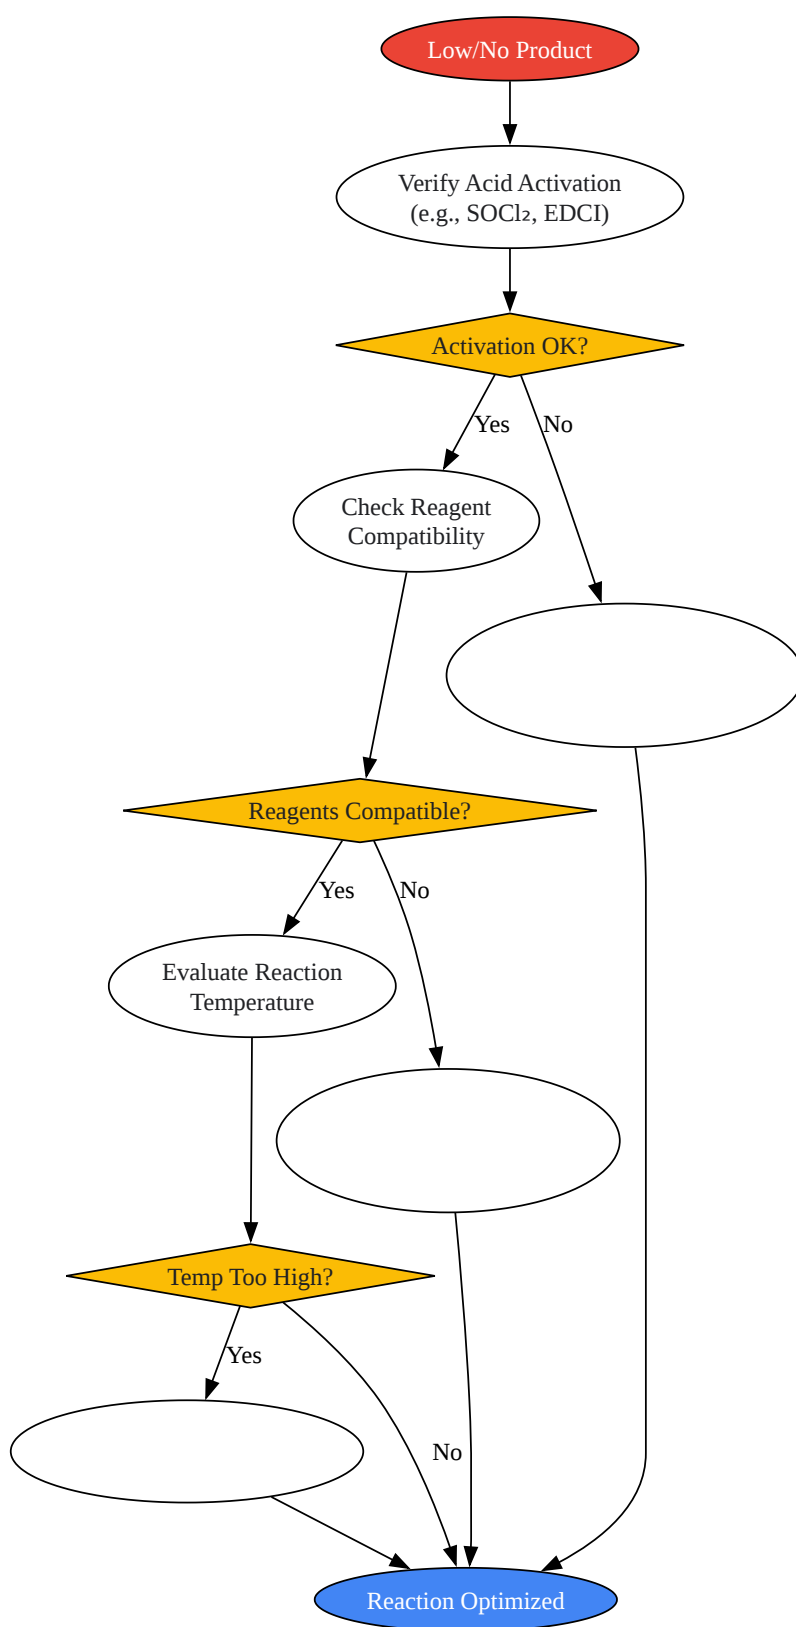 Low/No Product
Verify Acid Activation
(e.g., SOCl₂, EDCI)
Activation OK?
Yes
No
Check Reagent
Compatibility
Reagents Compatible?
Yes
No
Evaluate Reaction
Temperature
Temp Too High?
Yes
No
Reaction Optimized